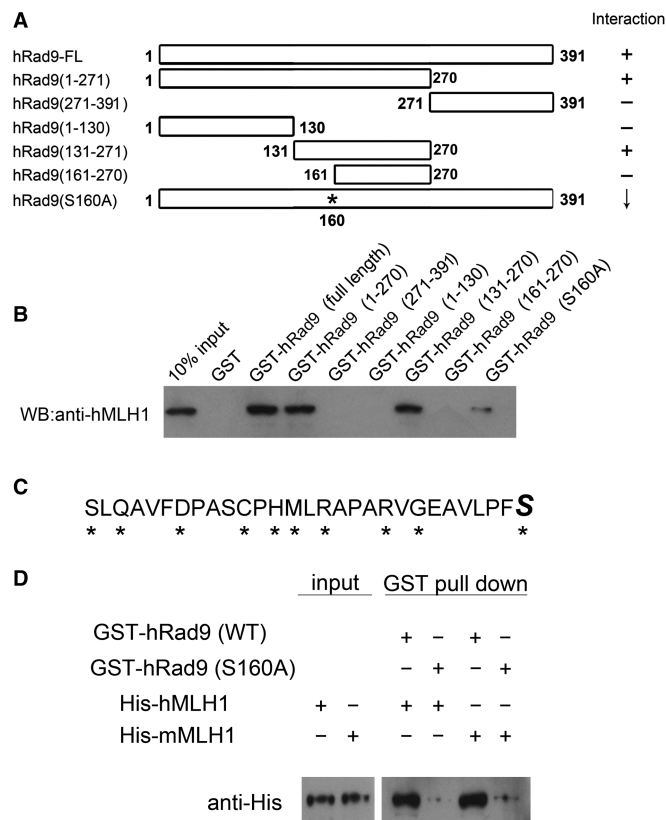 A
Interaction
hRad9-FL 1 391 +
hRad9(1-271) 1 270 +
hRad9(271-391) 271 391 −
hRad9(1-130) 1 130 −
hRad9(131-271) 131 270 +
hRad9(161-270) 161 270 −
hRad9(S160A) 1 * 391 ↓
160
B
10% input
GST
GST-hRad9 (full length)
GST-hRad9 (1-270)
GST-hRad9 (271-391)
GST-hRad9 (1-130)
GST-hRad9 (131-270)
GST-hRad9 (161-270)
GST-hRad9 (S160A)
WB:anti-hMLH1
C
SLQAVFDPASCPHMLRAPARVGEAVLPFS
* * * * * * * * * *
D
input GST pull down
GST-hRad9 (WT) + − + −
GST-hRad9 (S160A) − + − +
His-hMLH1 + − + + − −
His-mMLH1 − + − − + +
anti-His